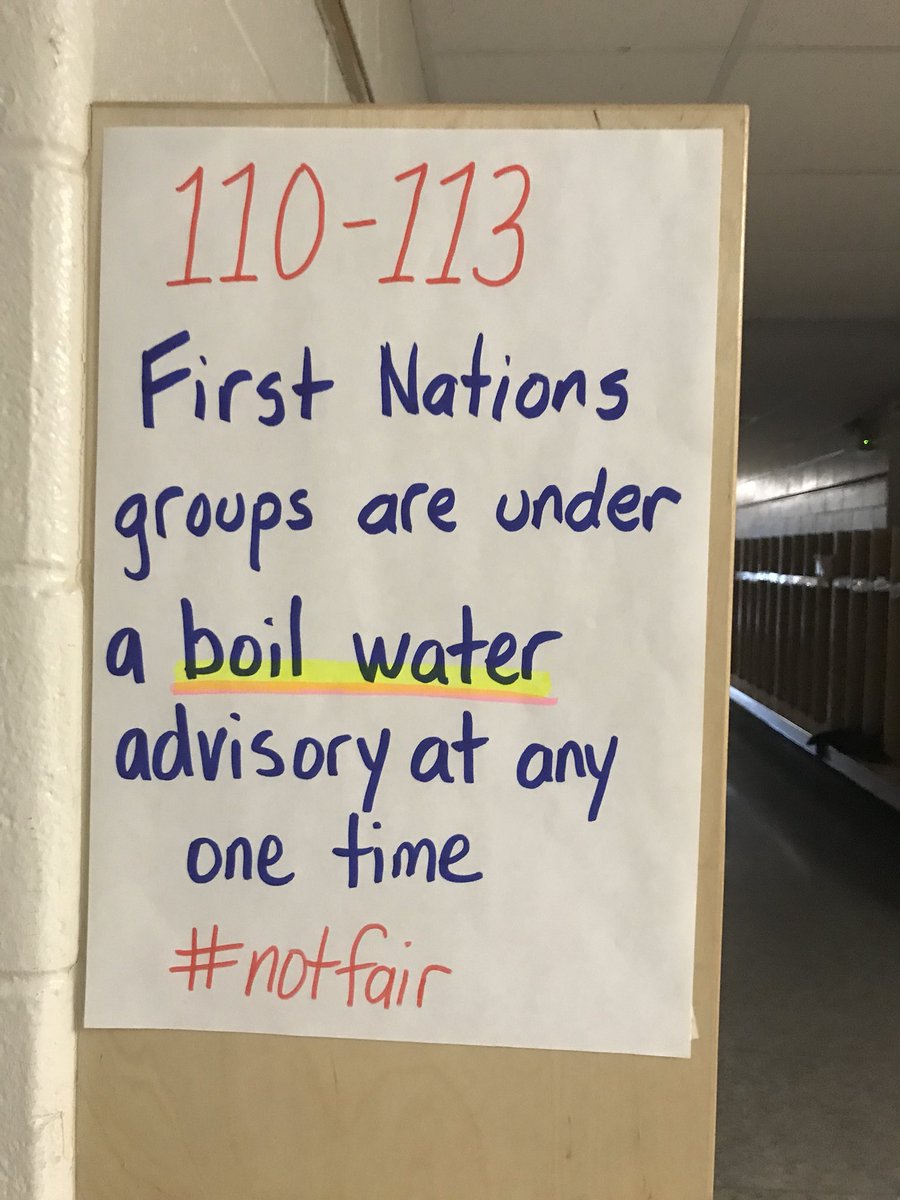 110-113
First Nations
groups are under
a boil water
advisory at any
one time
#notfair